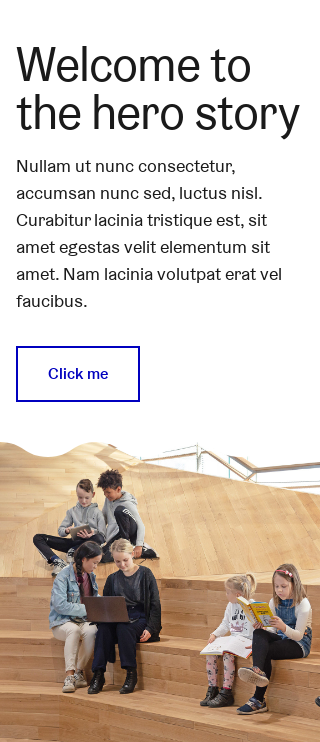 Welcome to
the hero story
Nullam ut nunc consectetur,
accumsan nunc sed, luctus nisl.
Curabitur lacinia tristique est, sit
amet egestas velit elementum sit
amet. Nam lacinia volutpat erat vel
faucibus.
Click me